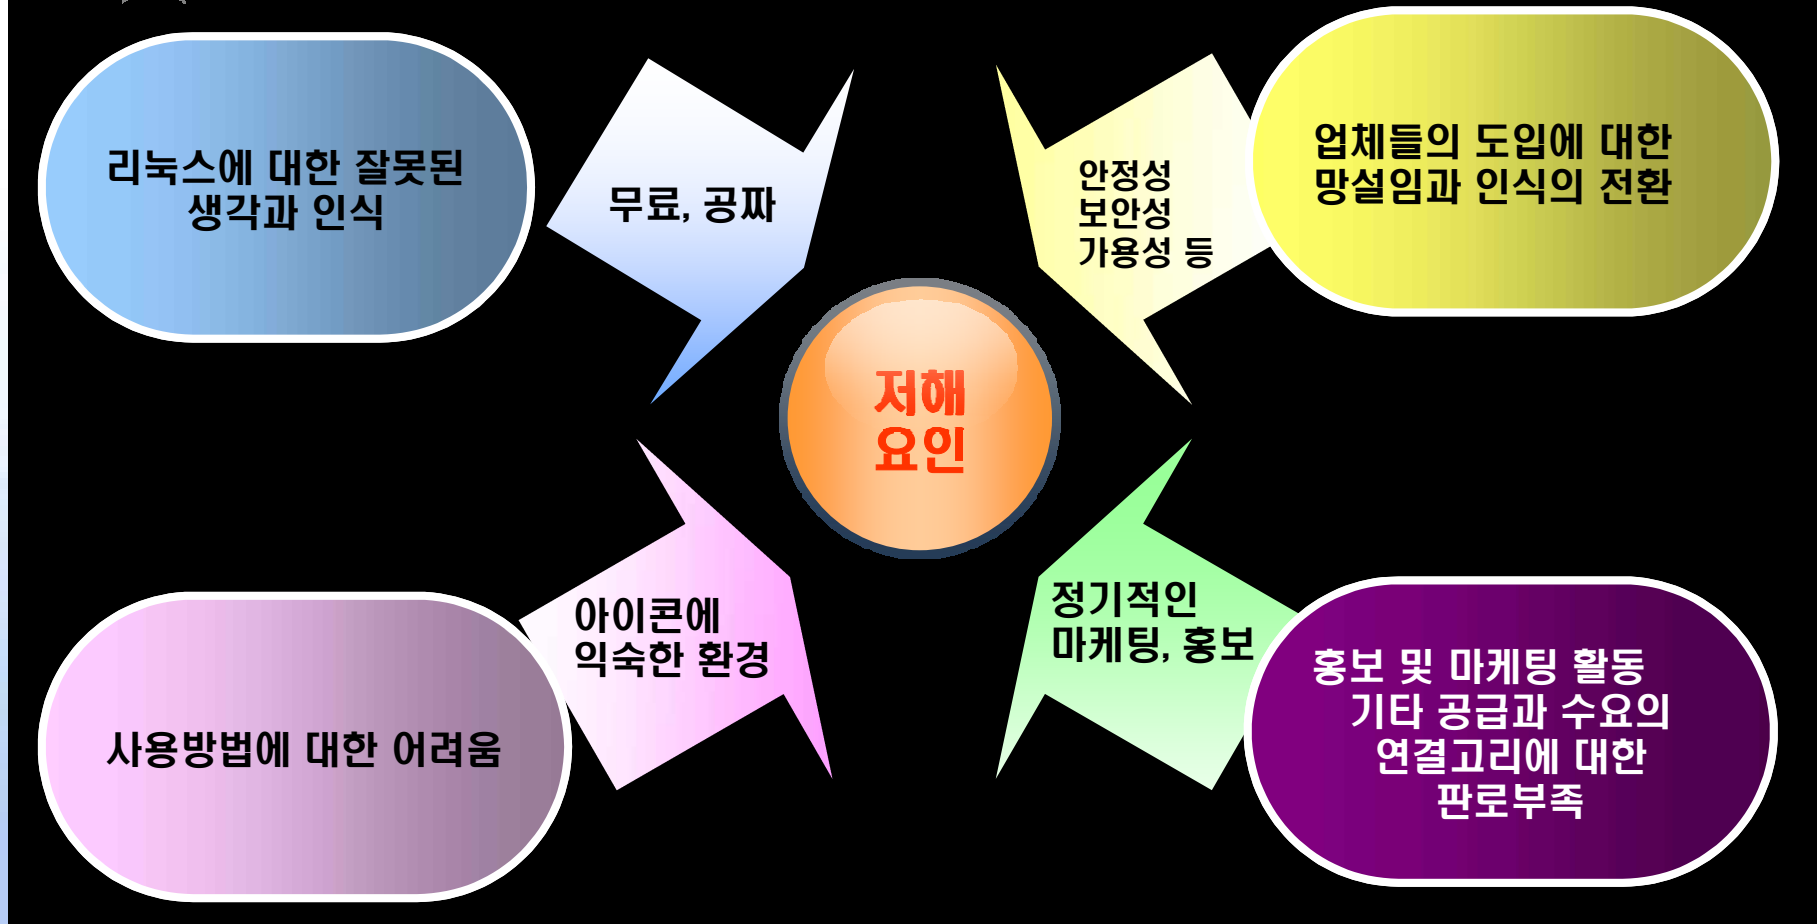 리눅스에 대한 잘못된
생각과 인식
무료, 공짜
안정성
보안성
가용성 등
업체들의 도입에 대한
망설임과 인식의 전환
저해
요인
사용방법에 대한 어려움
아이콘에
익숙한 환경
정기적인
마케팅, 홍보
홍보 및 마케팅 활동
기타 공급과 수요의
연결고리에 대한
판로부족